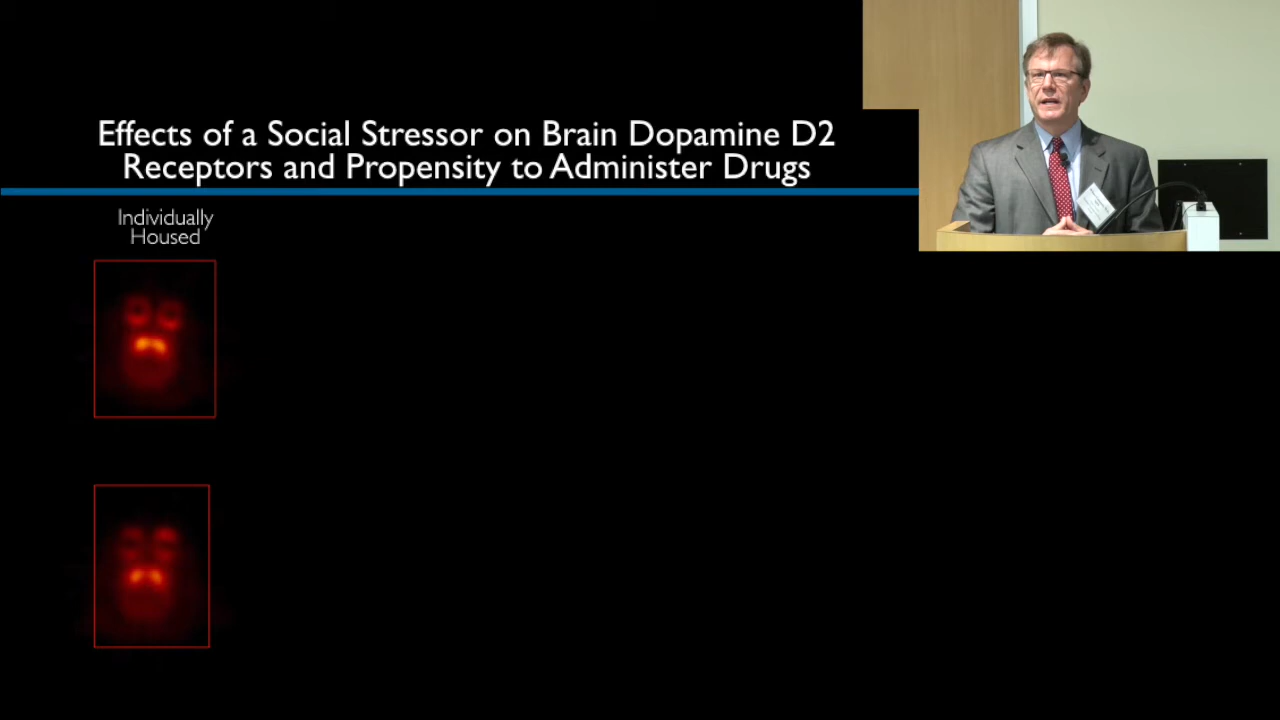 Effects of a Social Stressor on Brain Dopamine D2
Receptors and Propensity to Administer Drugs
Individually
Housed